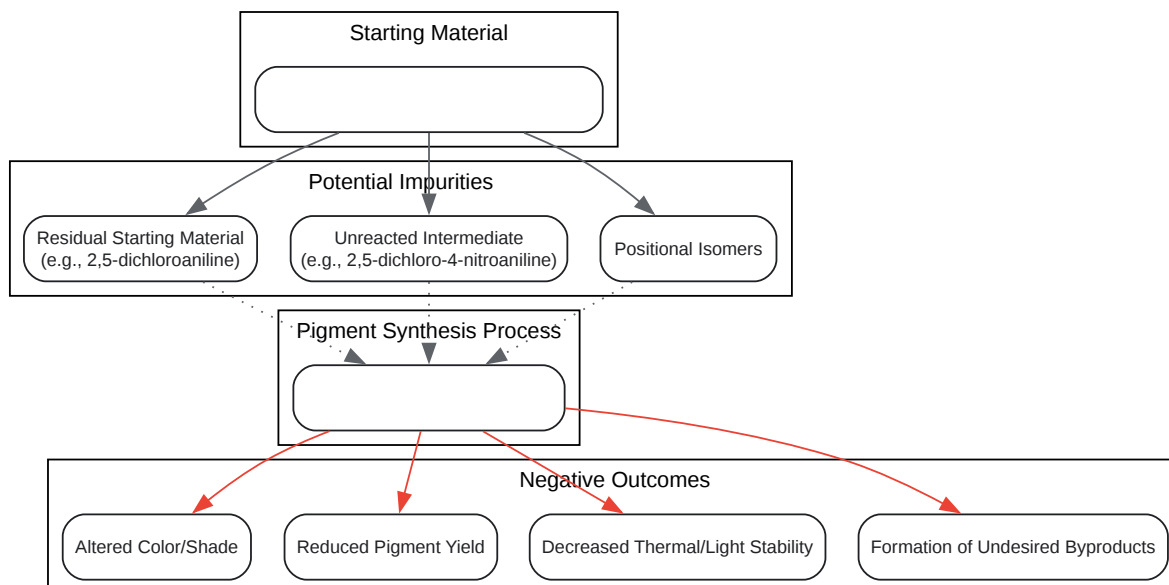 Starting Material
Potential Impurities
Residual Starting Material
(e.g., 2,5-dichloroaniline)
Unreacted Intermediate
(e.g., 2,5-dichloro-4-nitroaniline)
Positional Isomers
Pigment Synthesis Process
Negative Outcomes
Altered Color/Shade
Reduced Pigment Yield
Decreased Thermal/Light Stability
Formation of Undesired Byproducts